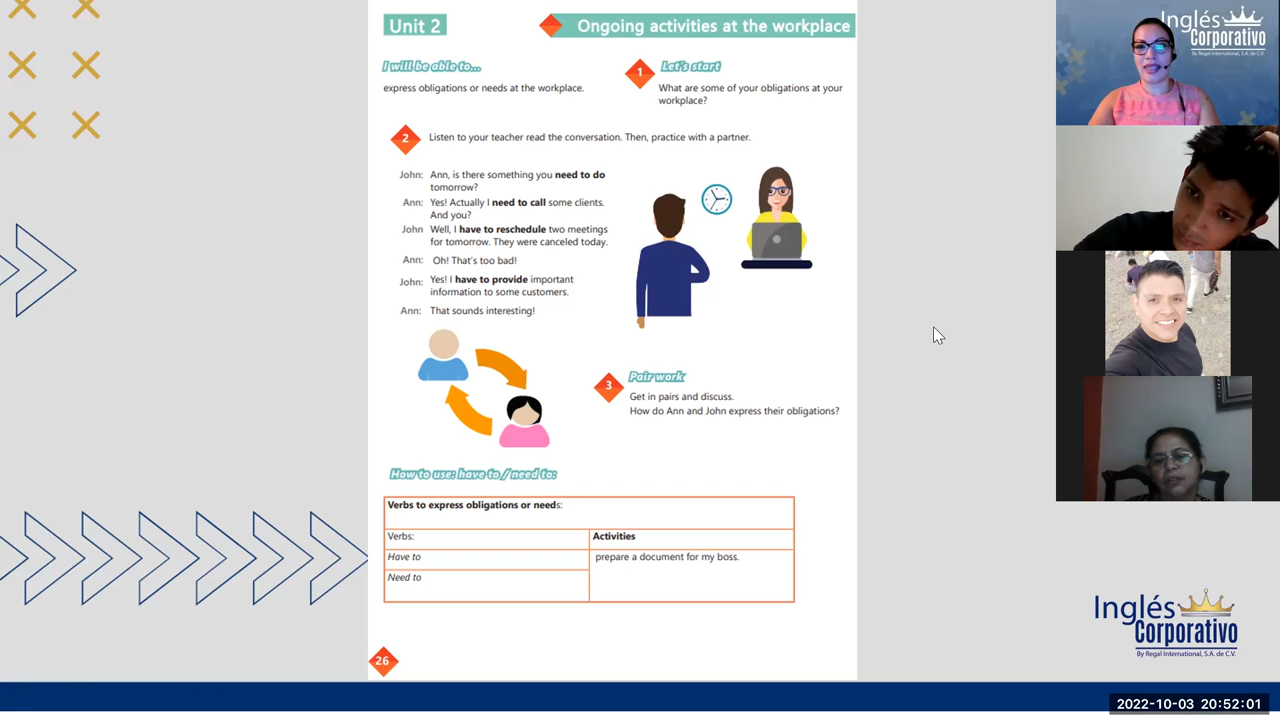 Unit 2
Ongoing activities at the workplace
I will be able to...
express obligations or needs at the workplace.
1
Let's start
What are some of your obligations at your
workplace?
2
Listen to your teacher read the conversation. Then, practice with a partner.
John: Ann, is there something you need to do
tomorrow?
Ann: Yes! Actually I need to call some clients.
And you?
John Well, I have to reschedule two meetings
for tomorrow. They were canceled today.
Ann: Oh! That's too bad!
John: Yes! I have to provide important
information to some customers.
Ann: That sounds interesting!
3
Pair work
Get in pairs and discuss.
How do Ann and John express their obligations?
How to use: have to / need to:
Verbs to express obligations or needs:
Verbs:
Activities
Have to
prepare a document for my boss.
Need to
26
Inglés
Corporativo
By Regal International, S.A. de C.V.
Inglés
Corporativo
By Regal International, S.A. de C.V.
2022-10-03 20:52:01